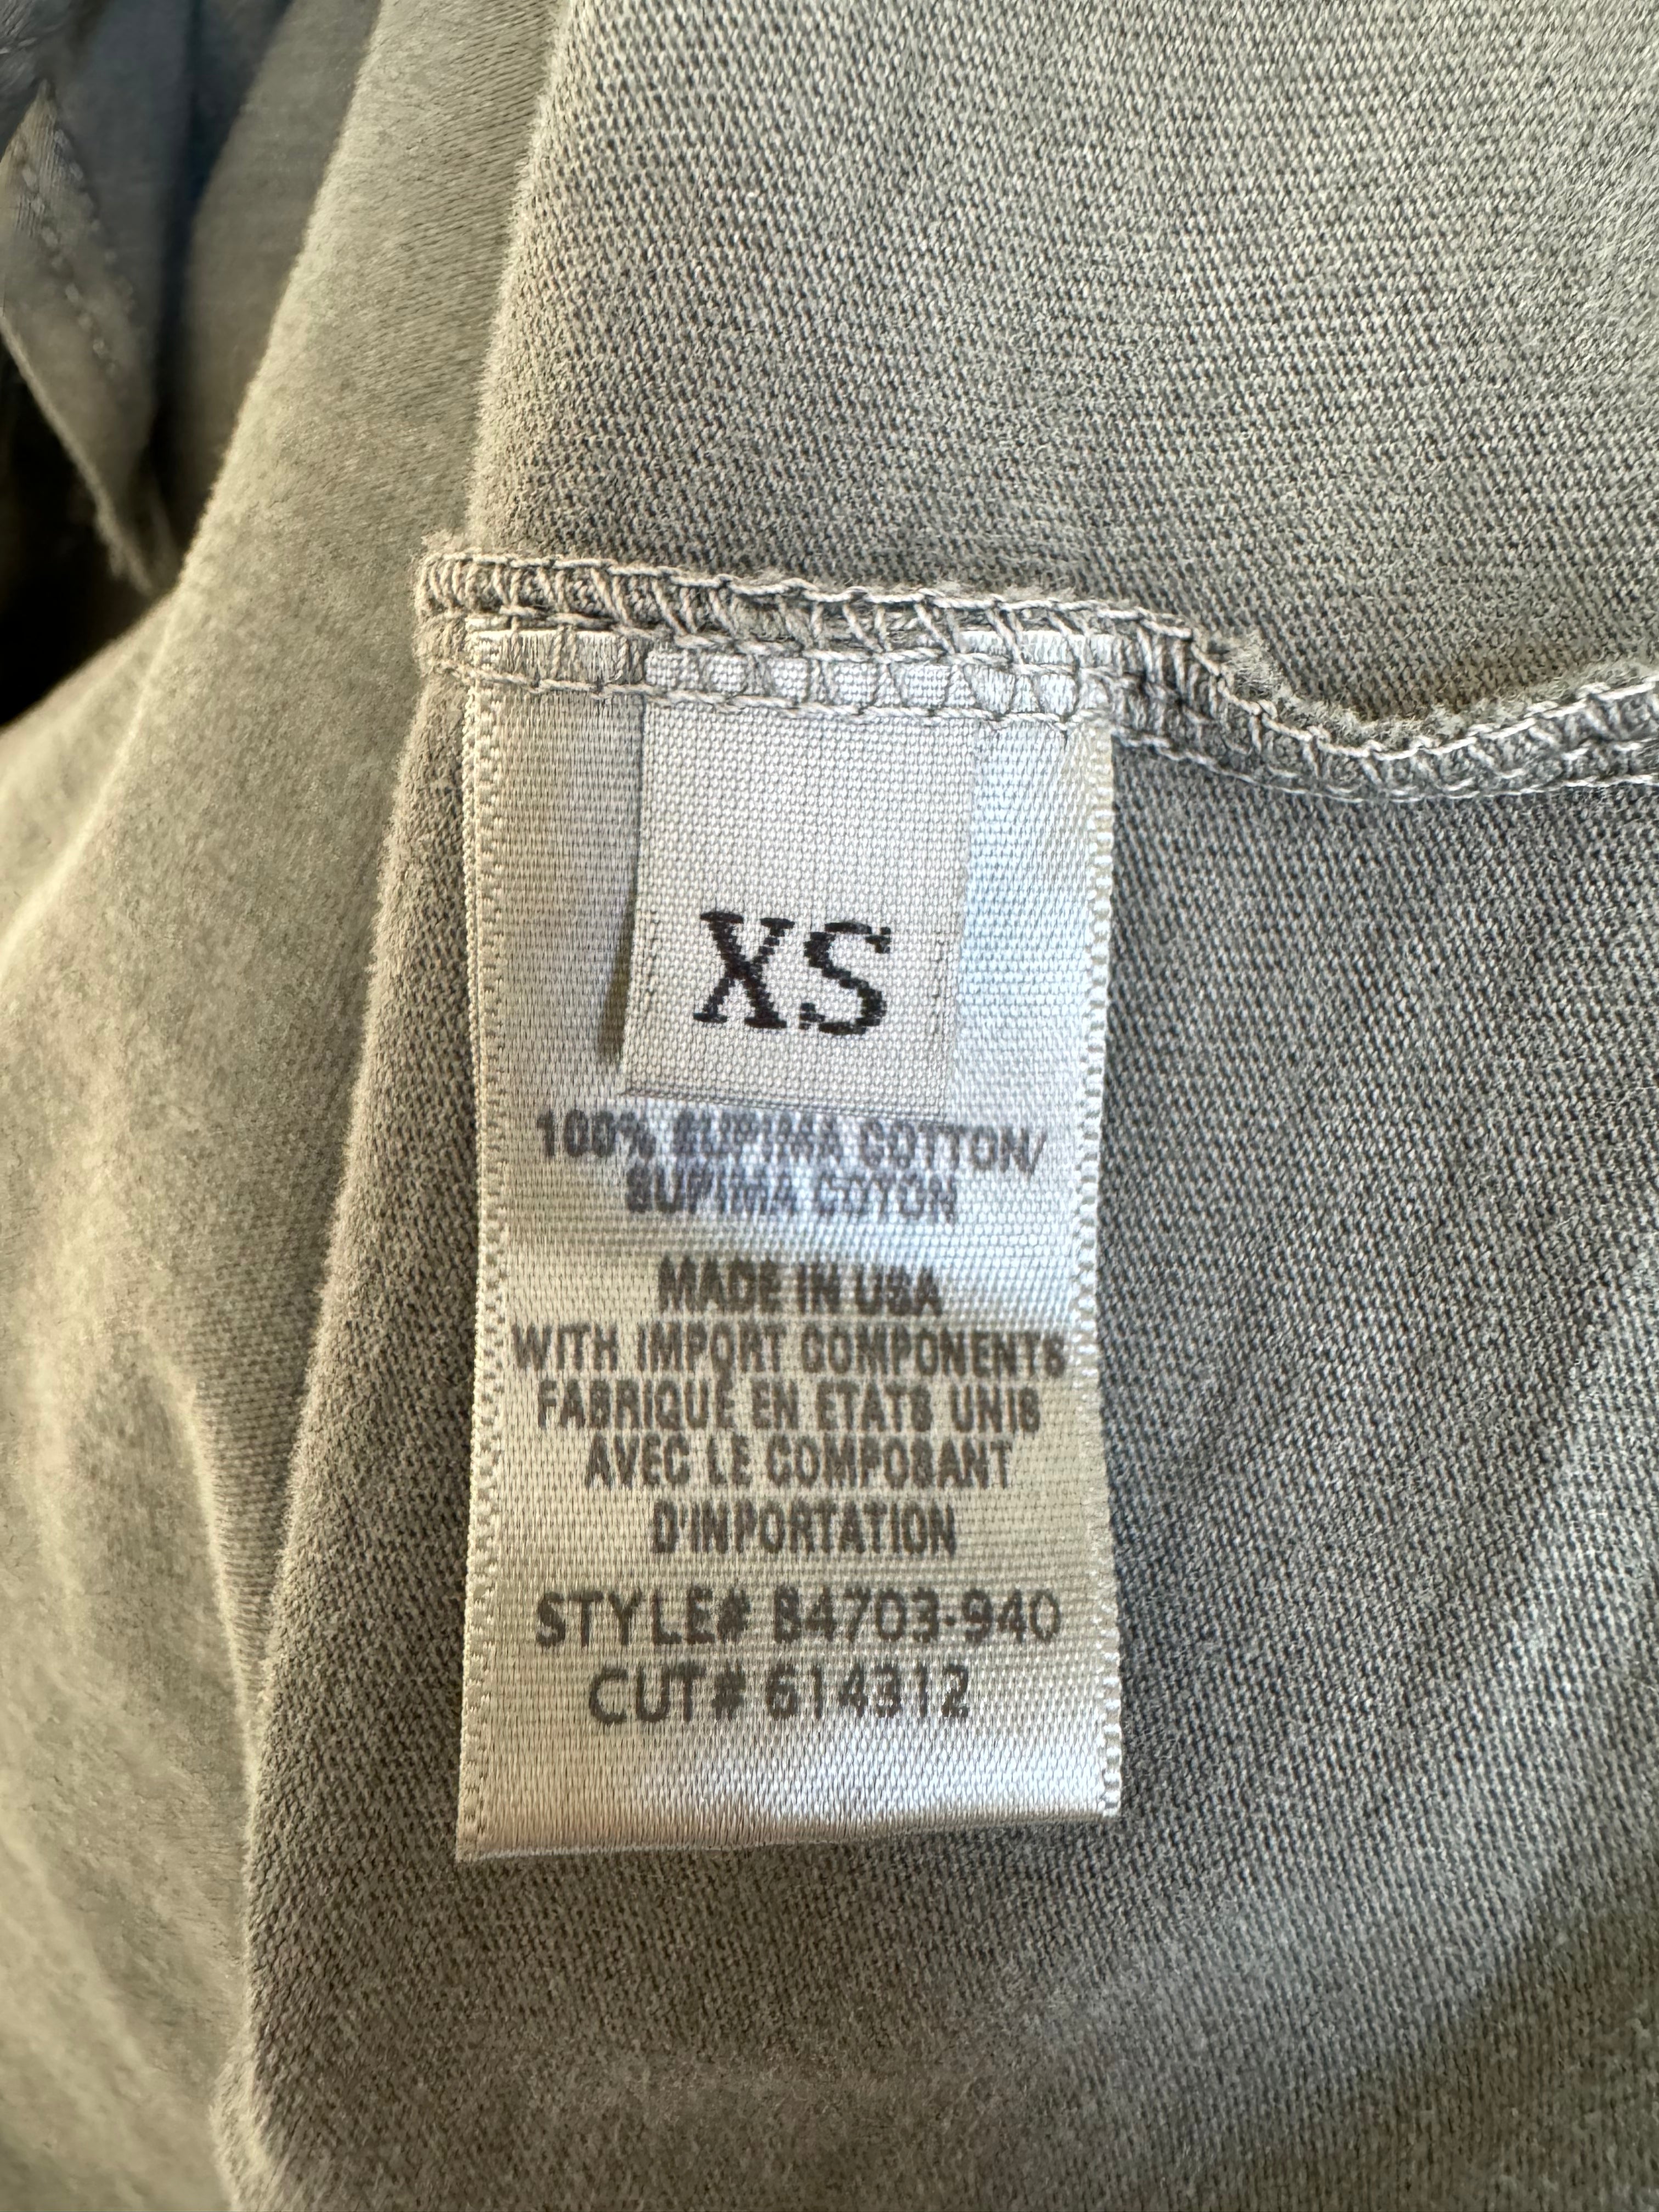 XS
100% SUPIMA COTTON/
SUPIMA COTON
MADE IN USA
WITH IMPORT COMPONENTS
FABRIQUE EN ETATS UNIS
AVEC LE COMPOSANT
D'INPORTATION
STYLE# B4703-940
CUT# 614312